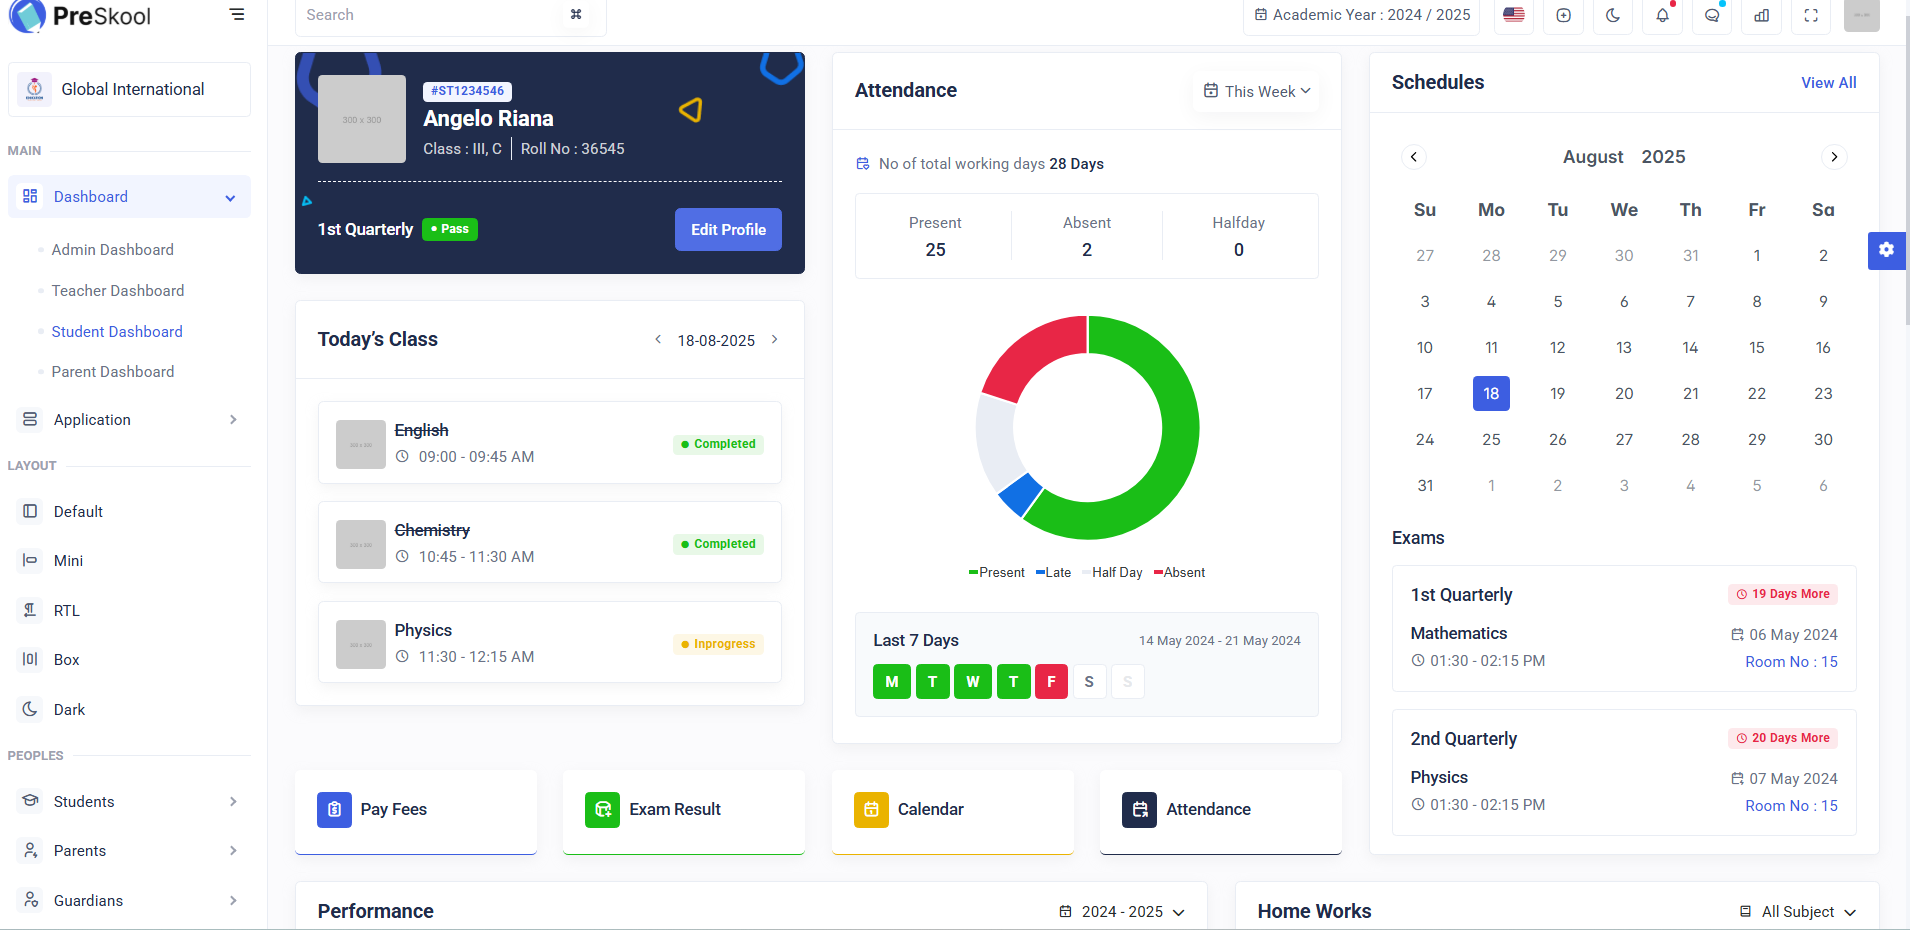 PreSkool
Search
⌘
Academic Year : 2024 / 2025
Global International
MAIN
Dashboard
Admin Dashboard
Teacher Dashboard
Student Dashboard
Parent Dashboard
Application
LAYOUT
Default
Mini
RTL
Box
Dark
PEOPLES
Students
Parents
Guardians
300 x 300
#ST1234546
Angelo Riana
Class : III, C
Roll No : 36545
1st Quarterly
Pass
Edit Profile
Today’s Class
18-08-2025
English
09:00 - 09:45 AM
Completed
Chemistry
10:45 - 11:30 AM
Completed
Physics
11:30 - 12:15 AM
Inprogress
Attendance
This Week
No of total working days 28 Days
Present
25
Absent
2
Halfday
0
Present Late Half Day Absent
Last 7 Days
14 May 2024 - 21 May 2024
M T W T F S S
Schedules
View All
August 2025
Su Mo Tu We Th Fr Sa
27 28 29 30 31 1 2
3 4 5 6 7 8 9
10 11 12 13 14 15 16
17 18 19 20 21 22 23
24 25 26 27 28 29 30
31 1 2 3 4 5 6
Exams
1st Quarterly
19 Days More
Mathematics
06 May 2024
01:30 - 02:15 PM
Room No : 15
2nd Quarterly
20 Days More
Physics
07 May 2024
01:30 - 02:15 PM
Room No : 15
Pay Fees
Exam Result
Calendar
Attendance
Performance
2024 - 2025
Home Works
All Subject